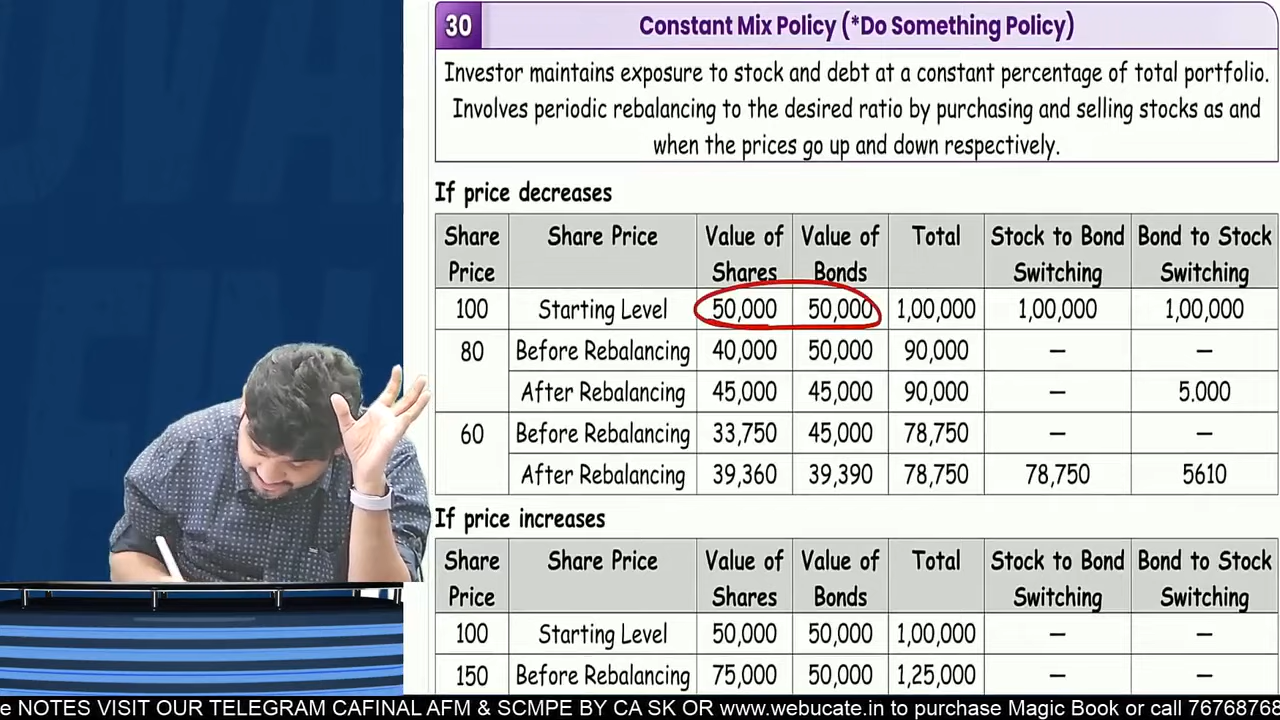 30
Constant Mix Policy (*Do Something Policy)
Investor maintains exposure to stock and debt at a constant percentage of total portfolio.
Involves periodic rebalancing to the desired ratio by purchasing and selling stocks as and
when the prices go up and down respectively.
If price decreases
Share Price | Share Price | Value of Shares | Value of Bonds | Total | Stock to Bond Switching | Bond to Stock Switching
100 | Starting Level | 50,000 | 50,000 | 1,00,000 | 1,00,000 | 1,00,000
80 | Before Rebalancing | 40,000 | 50,000 | 90,000 | – | –
After Rebalancing | 45,000 | 45,000 | 90,000 | – | 5.000
60 | Before Rebalancing | 33,750 | 45,000 | 78,750 | – | –
After Rebalancing | 39,360 | 39,390 | 78,750 | 78,750 | 5610
If price increases
Share Price | Share Price | Value of Shares | Value of Bonds | Total | Stock to Bond Switching | Bond to Stock Switching
100 | Starting Level | 50,000 | 50,000 | 1,00,000 | – | –
150 | Before Rebalancing | 75,000 | 50,000 | 1,25,000 | – | –
e NOTES VISIT OUR TELEGRAM CAFINAL AFM & SCMPE BY CA SK OR www.webucate.in to purchase Magic Book or call 76768768